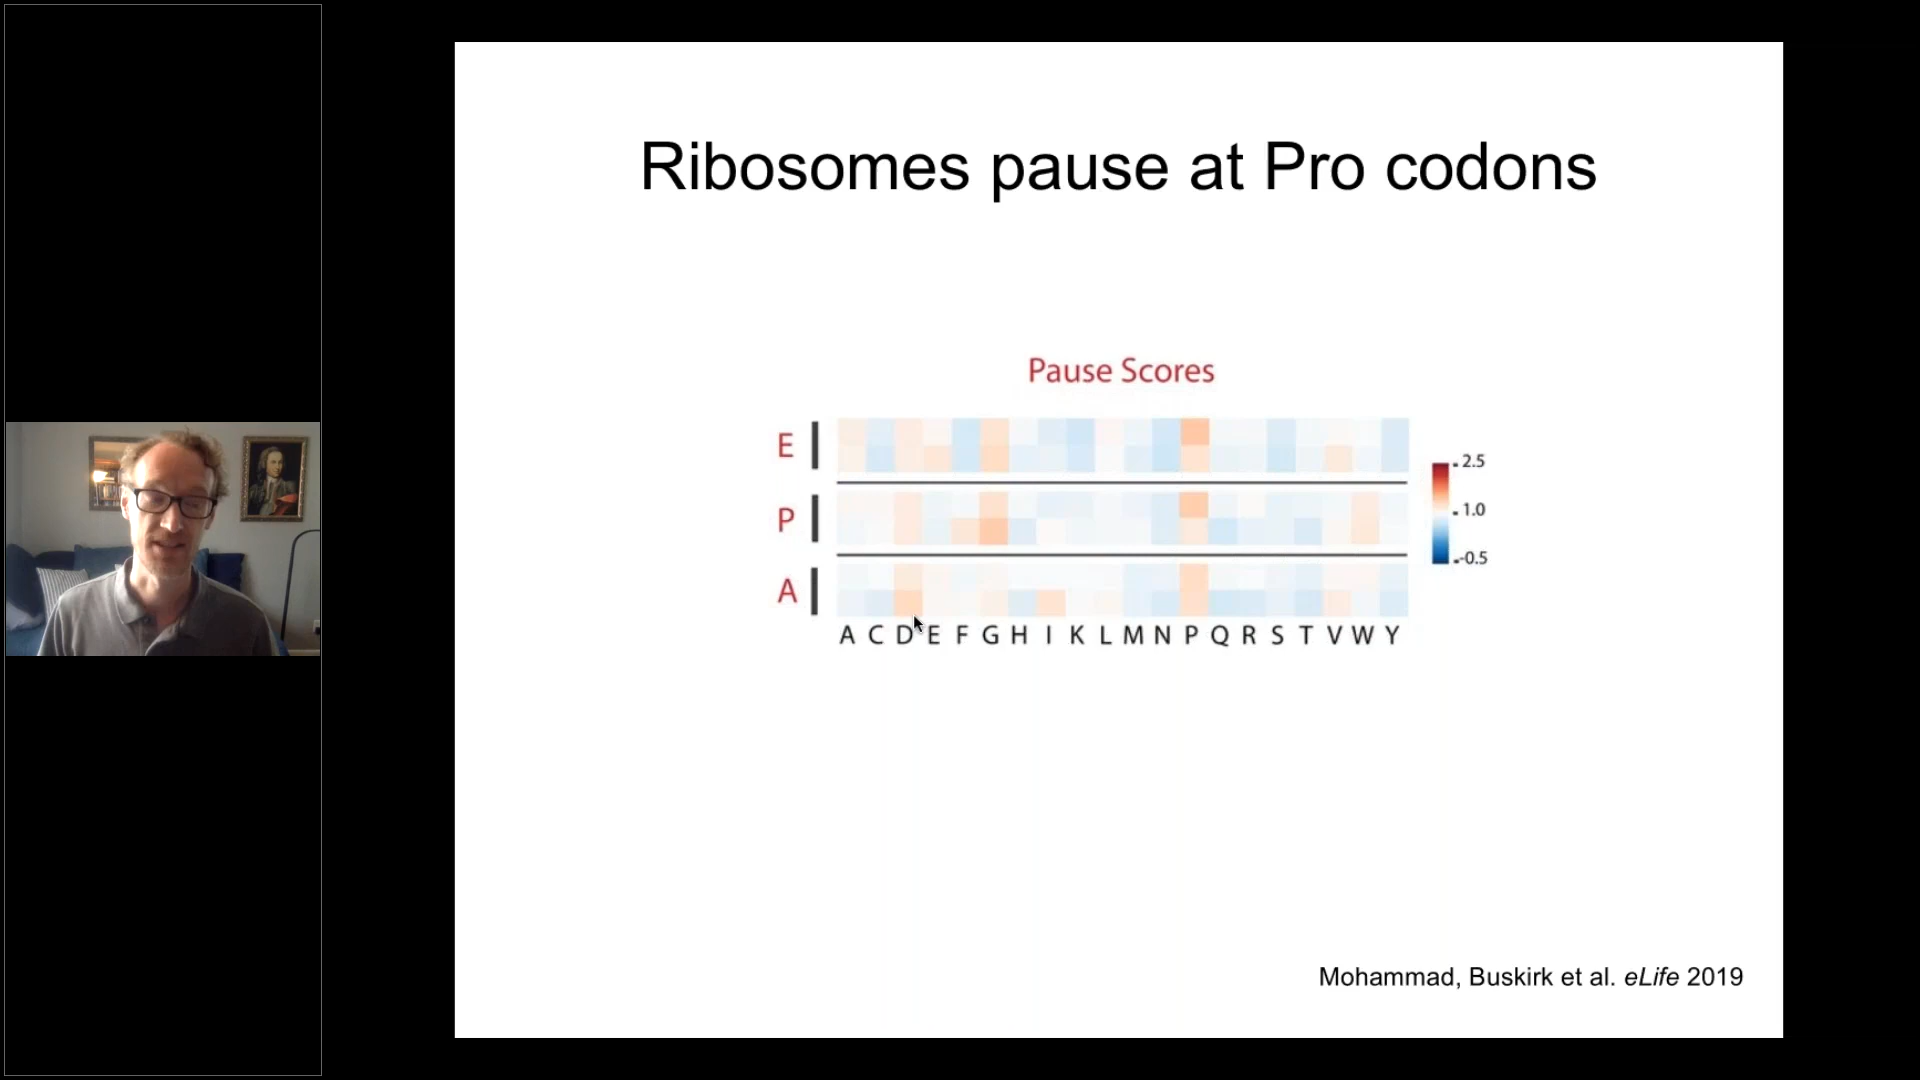 Ribosomes pause at Pro codons
Pause Scores
E
P
A
2.5
1.0
-0.5
A C D E F G H I K L M N P Q R S T V W Y
Mohammad, Buskirk et al. eLife 2019